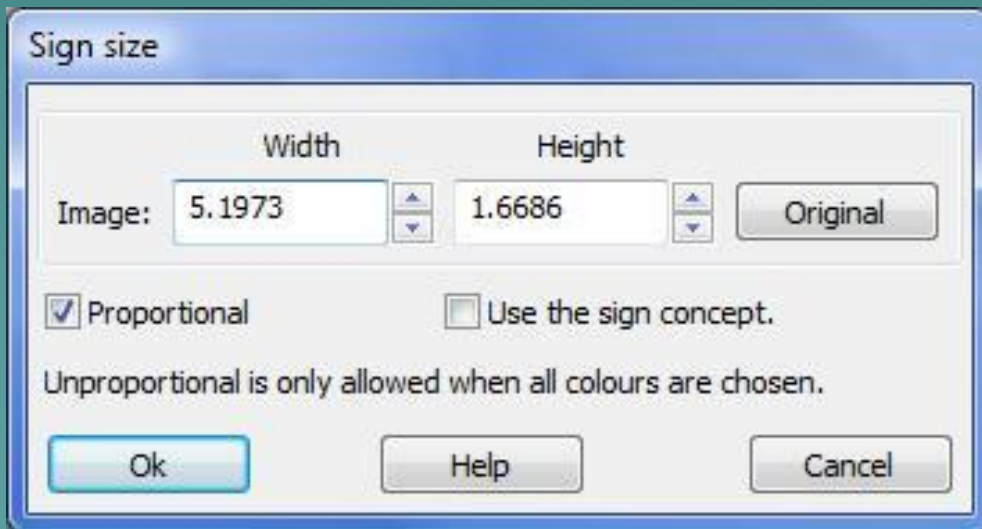 Sign size
Width Height
Image: 5.1973 1.6686 Original
Proportional Use the sign concept.
Unproportional is only allowed when all colours are chosen.
Ok Help Cancel